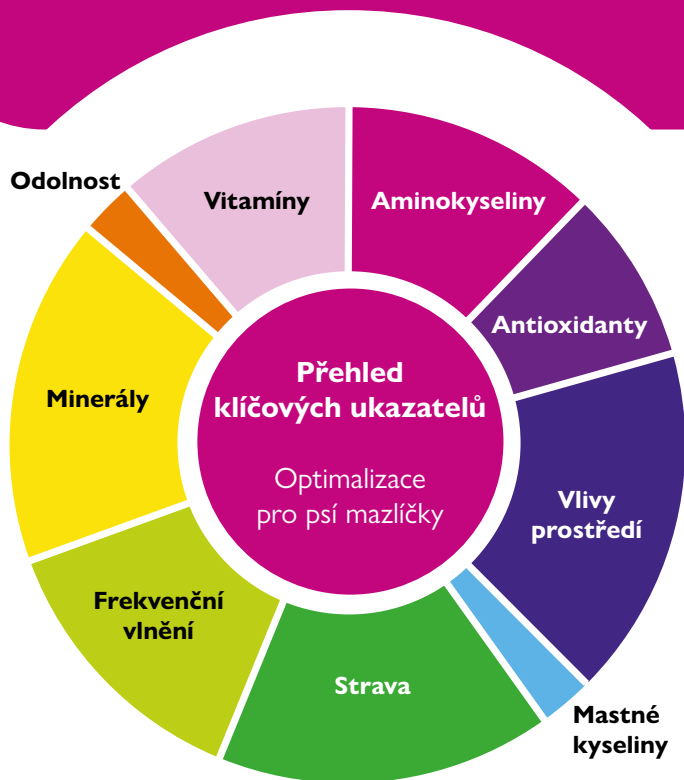 Odolnost
Vitamíny
Aminokyseliny
Antioxidanty
Minerály
Přehled
klíčových ukazatelů
Optimalizace
pro psí mazlíčky
Vlivy
prostředí
Frekvenční
vlnění
Strava
Mastné
kyseliny